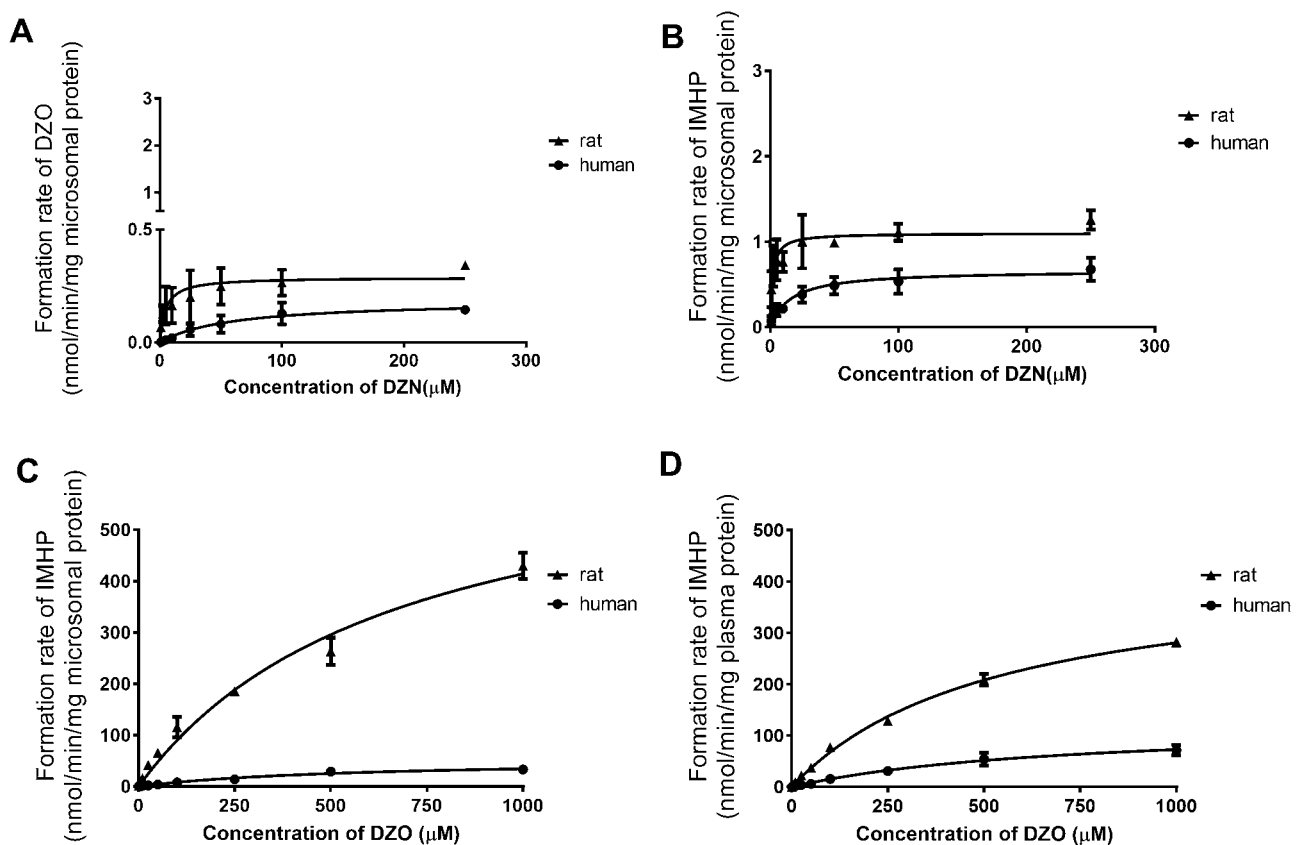 A
Formation rate of DZO
(nmol/min/mg microsomal protein)
3
2
1
0.5
0.0
0
100
200
300
Concentration of DZN(μM)
rat
human
B
Formation rate of IMHP
(nmol/min/mg microsomal protein)
3
2
1
0
0
100
200
300
Concentration of DZN(μM)
rat
human
C
Formation rate of IMHP
(nmol/min/mg microsomal protein)
500
400
300
200
100
0
0
250
500
750
1000
Concentration of DZO (μM)
rat
human
D
Formation rate of IMHP
(nmol/min/mg plasma protein)
500
400
300
200
100
0
0
250
500
750
1000
Concentration of DZO (μM)
rat
human